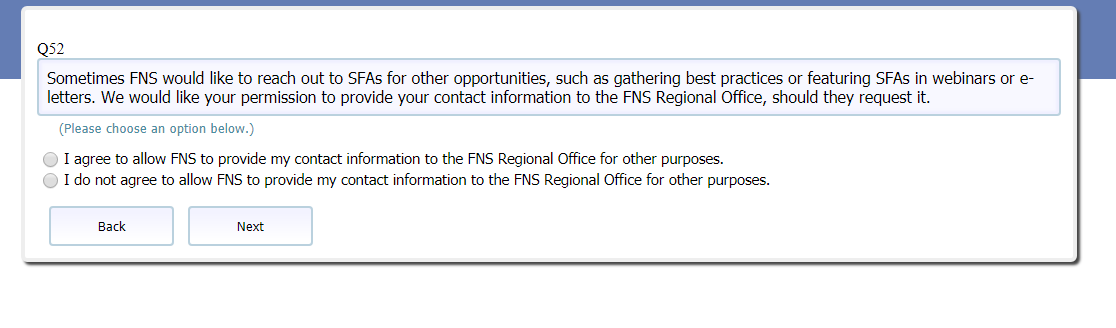 Q52
Sometimes FNS would like to reach out to SFAs for other opportunities, such as gathering best practices or featuring SFAs in webinars or e-
letters. We would like your permission to provide your contact information to the FNS Regional Office, should they request it.
(Please choose an option below.)
I agree to allow FNS to provide my contact information to the FNS Regional Office for other purposes.
I do not agree to allow FNS to provide my contact information to the FNS Regional Office for other purposes.
Back Next